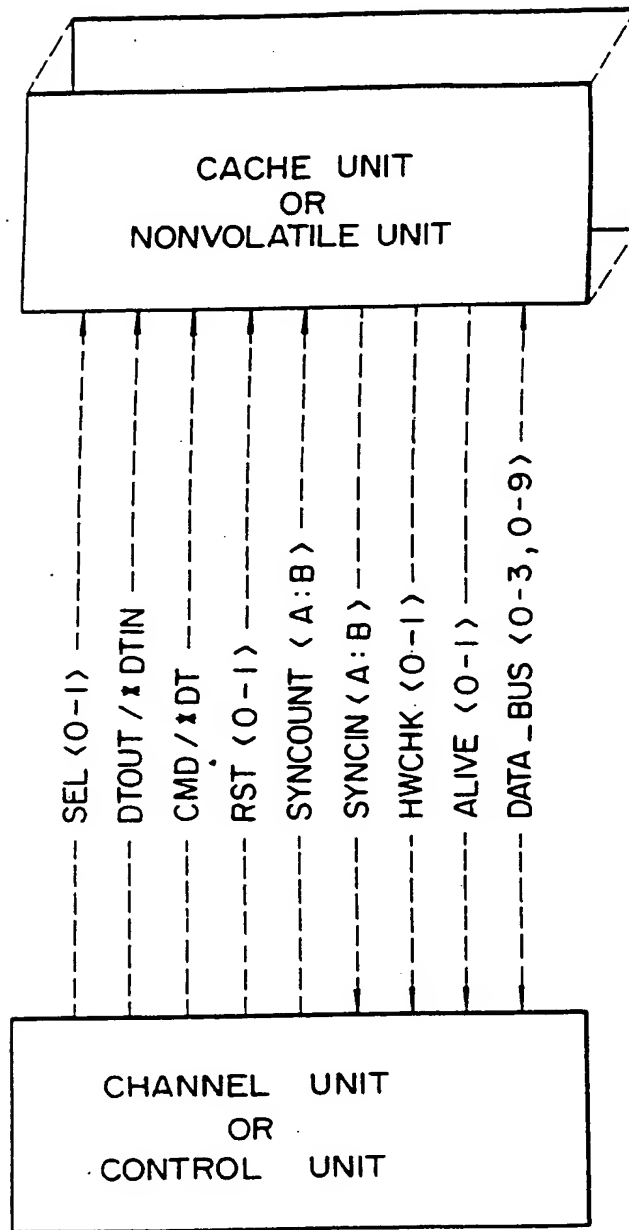 CACHE UNIT
OR
NONVOLATILE UNIT
SEL <0-1>
DTOUT / *DTIN
CMD / *DT
RST <0-1>
SYNCOUNT <A:B>
SYNCIN <A:B>
HWCHK <0-1>
ALIVE <0-1>
DATA_BUS <0-3, 0-9>
CHANNEL UNIT
OR
CONTROL UNIT